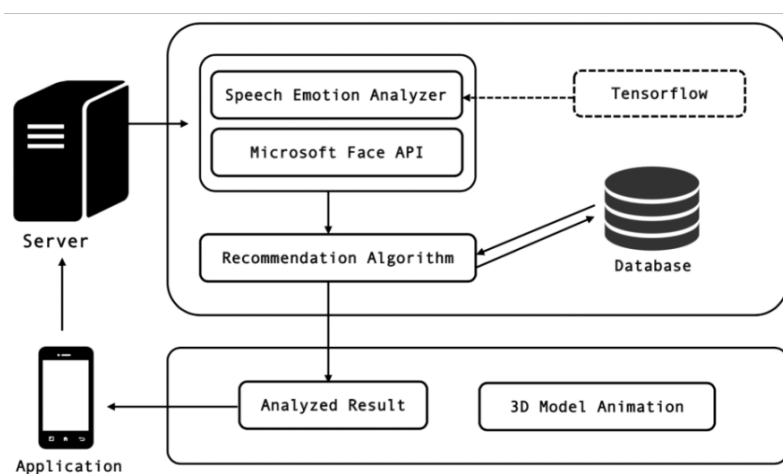 Speech Emotion Analyzer
Tensorflow
Microsoft Face API
Server
Recommendation Algorithm
Database
Analyzed Result
3D Model Animation
Application